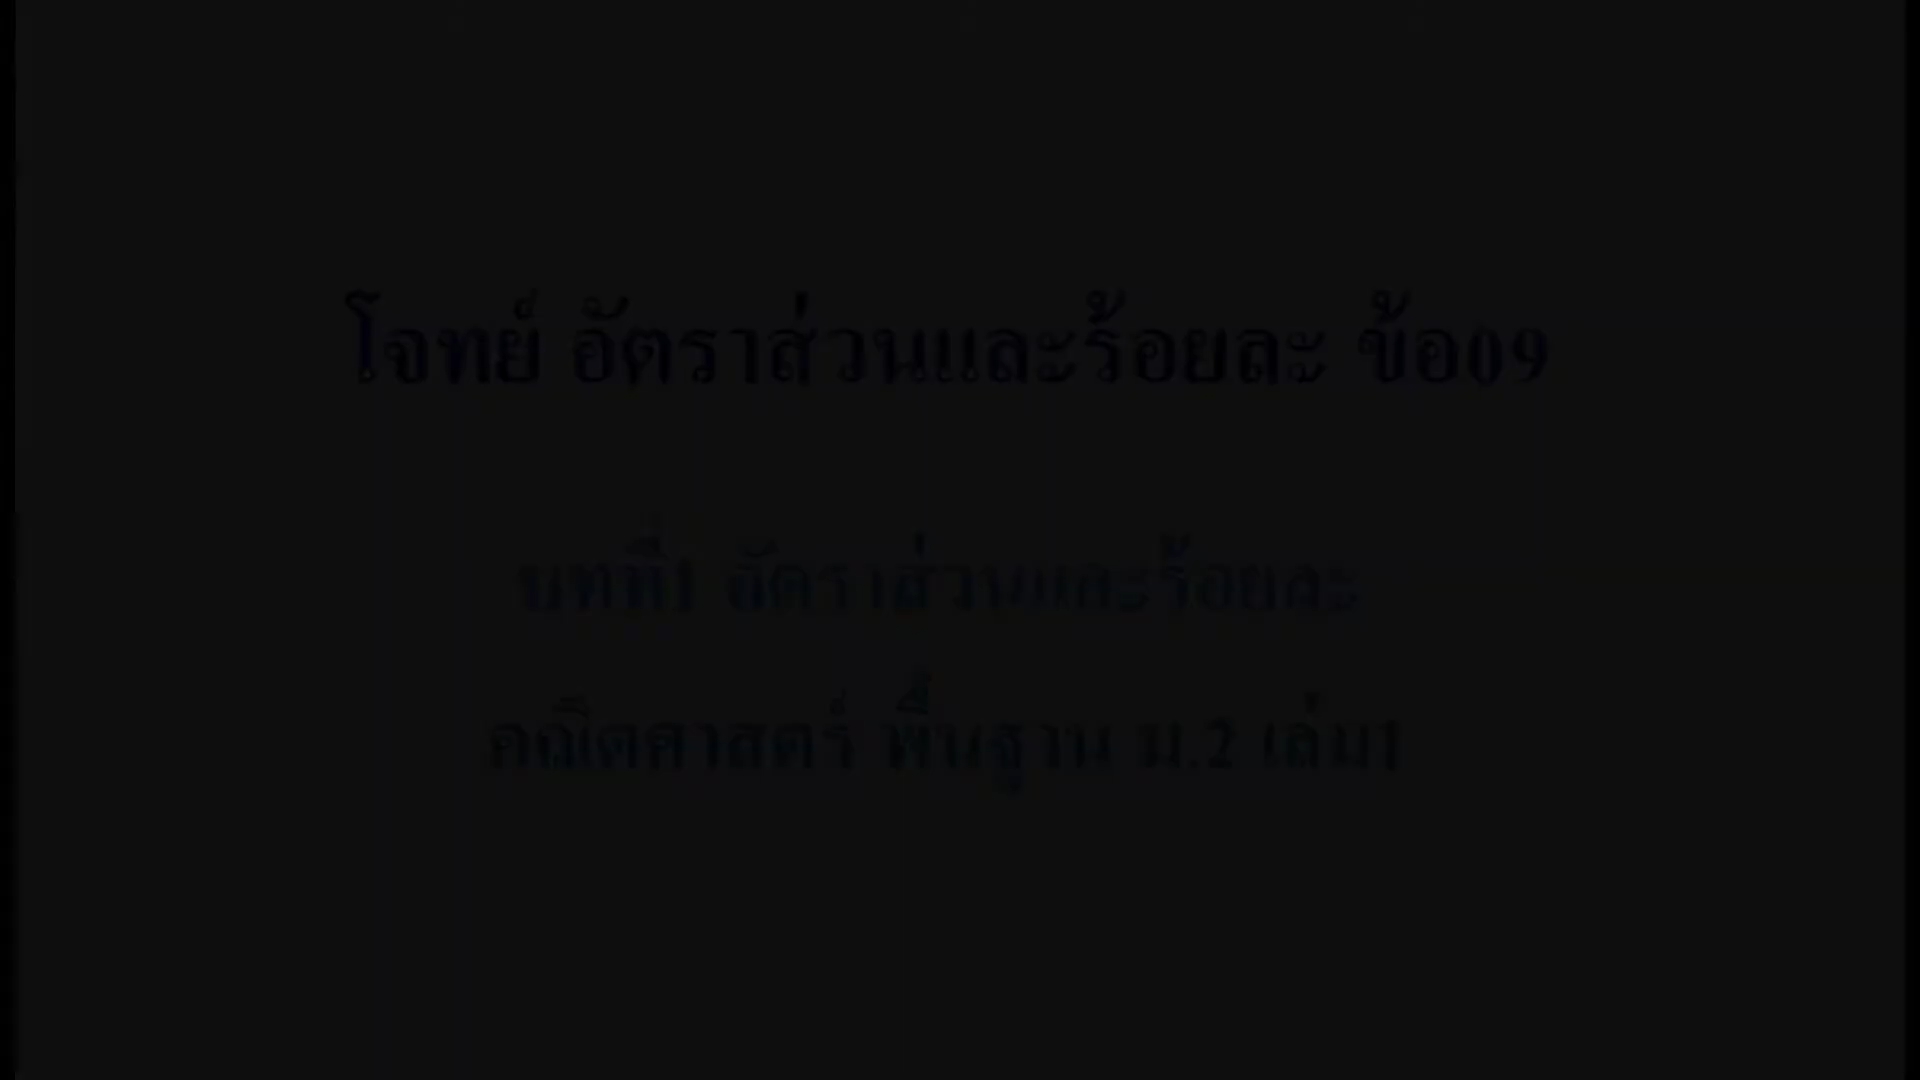 โจทย์ อัตราส่วนและร้อยละ ข้อ09
บทที่1 อัตราส่วนและร้อยละ
คณิตศาสตร์ พื้นฐาน ม.2 เล่ม1